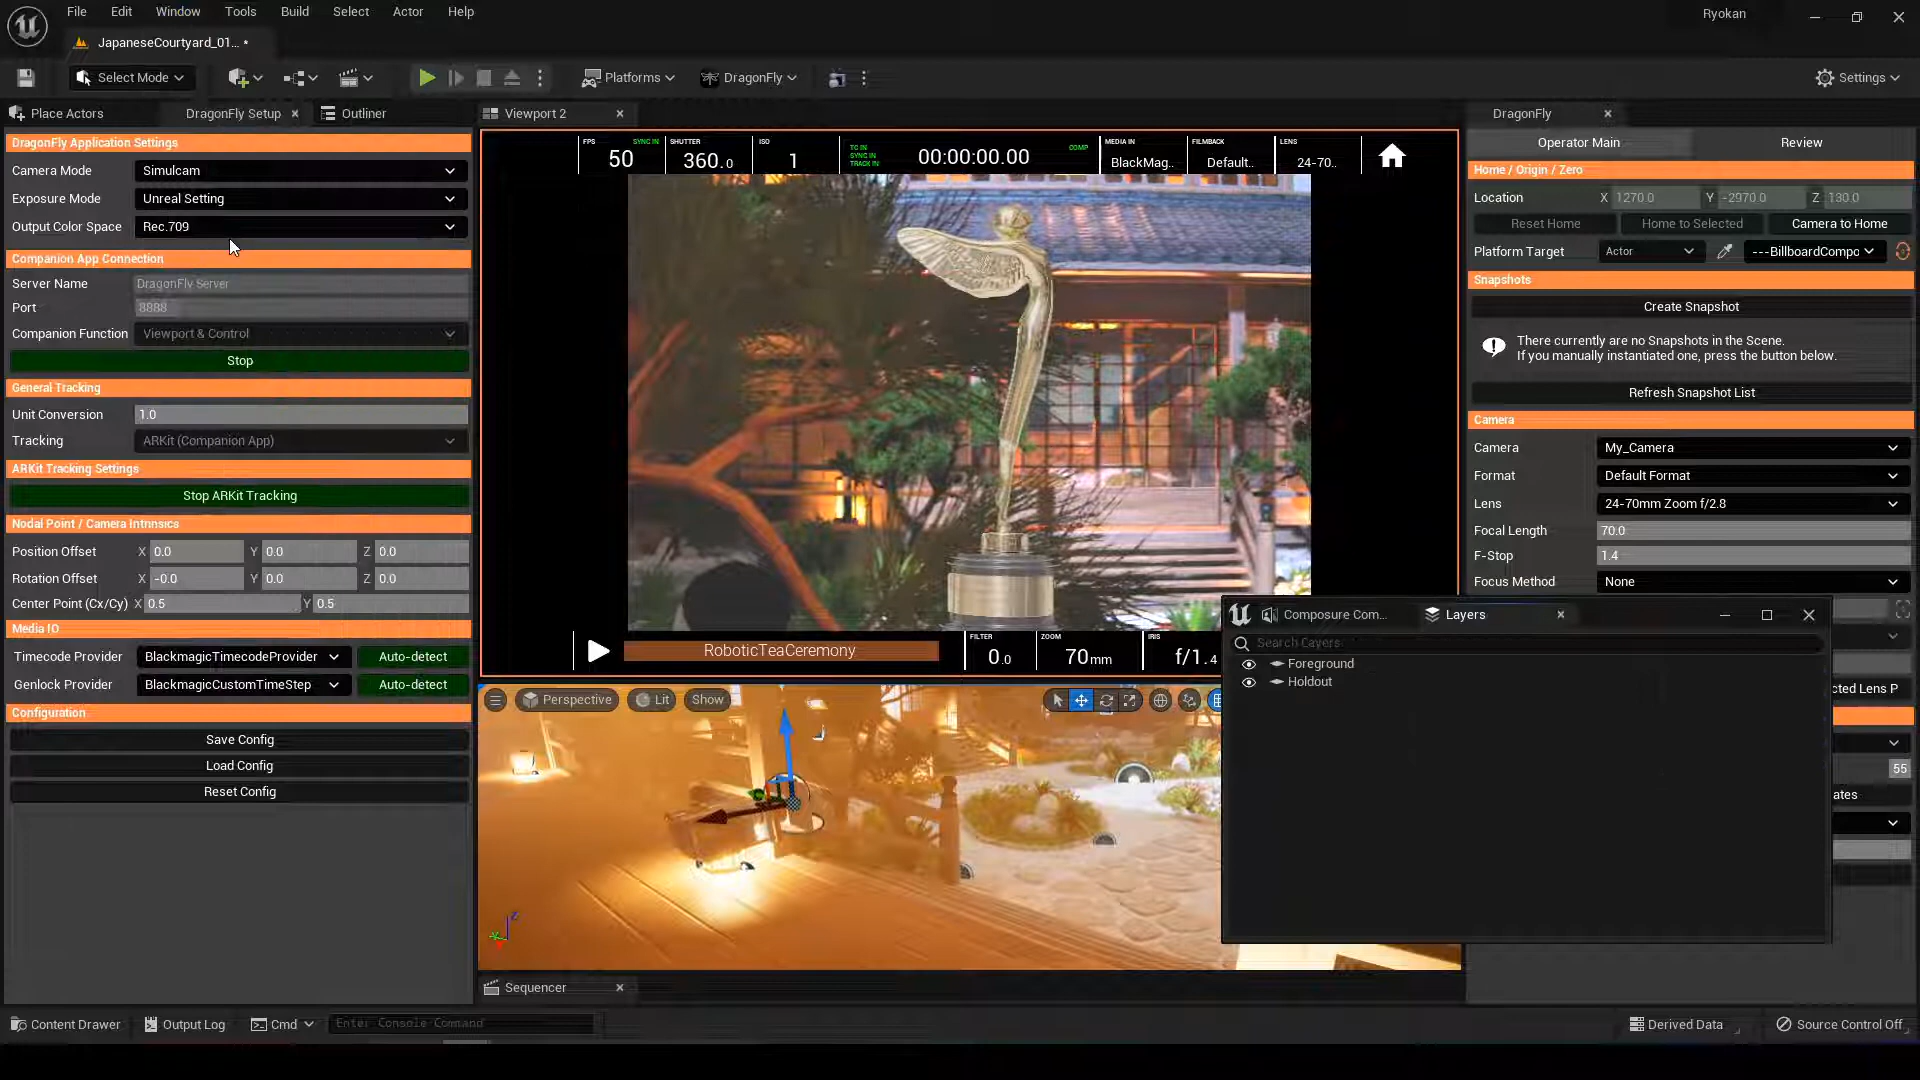 File Edit Window Tools Build Select Actor Help Ryokan
JapaneseCourtyard_01... *
Select Mode Platforms DragonFly Settings
Place Actors DragonFly Setup Outliner
DragonFly Application Settings
Camera Mode Simulcam
Exposure Mode Unreal Setting
Output Color Space Rec.709
Companion App Connection
Server Name DragonFly Server
Port 8888
Companion Function Viewport & Control
Stop
General Tracking
Unit Conversion 1.0
Tracking ARKit (Companion App)
ARKit Tracking Settings
Stop ARKit Tracking
Nodal Point / Camera Intrinsics
Position Offset X 0.0 Y 0.0 Z 0.0
Rotation Offset X -0.0 Y 0.0 Z 0.0
Center Point (Cx/Cy) X 0.5 Y 0.5
Media IO
Timecode Provider BlackmagicTimecodeProvider Auto-detect
Genlock Provider BlackmagicCustomTimeStep Auto-detect
Configuration
Save Config
Load Config
Reset Config
Viewport 2
FPS SYNC IN SHUTTER ISO TC IN COMP MEDIA IN FILMBACK LENS
50 360.0 1 SYNC IN 00:00:00.00 BlackMag.. Default.. 24-70..
TRACK IN
RoboticTeaCeremony
FILTER ZOOM IRIS
0.0 70mm f/1.4
Perspective Lit Show
Sequencer
DragonFly
Operator Main Review
Home / Origin / Zero
Location X 1270.0 Y -2970.0 Z 130.0
Reset Home Home to Selected Camera to Home
Platform Target Actor ---BillboardCompo
Snapshots
Create Snapshot
There currently are no Snapshots in the Scene.
If you manually instantiated one, press the button below.
Refresh Snapshot List
Camera
Camera My_Camera
Format Default Format
Lens 24-70mm Zoom f/2.8
Focal Length 70.0
F-Stop 1.4
Focus Method None
Composure Com... Layers
Search Layers
Foreground
Holdout
cted Lens P
55
ates
Content Drawer Output Log Cmd Enter Console Command Derived Data Source Control Off